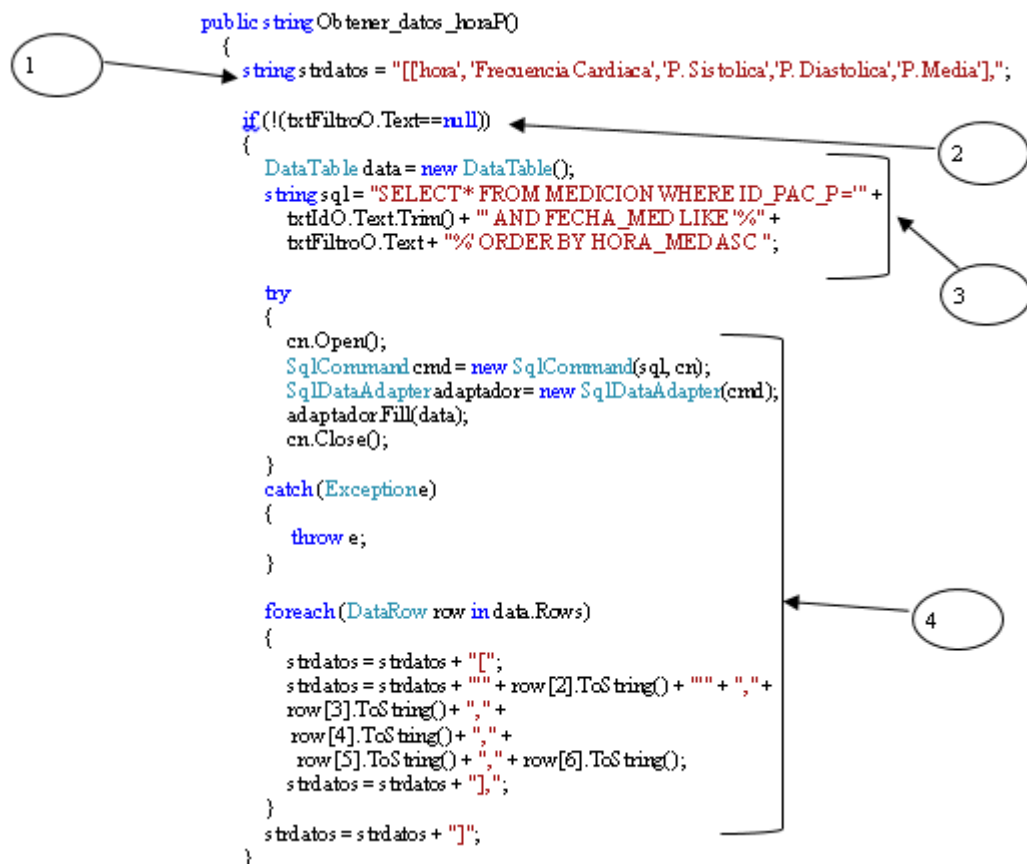 public string Obtener_datos_horaP()
{
1
string strdatos = "[['hora', 'Frecuencia Cardiaca','P. Sistolica','P. Diastolica','P. Media'],";
if (!(txtFiltroO.Text==null))
2
{
DataTable data = new DataTable();
string sql = "SELECT* FROM MEDICION WHERE ID_PAC_P='" +
txtIdO.Text.Trim() + "' AND FECHA_MED LIKE '%" +
txtFiltroO.Text + "%' ORDER BY HORA_MED ASC ";
3
try
{
cn.Open();
SqlCommand cmd = new SqlCommand(sql, cn);
SqlDataAdapter adaptador = new SqlDataAdapter(cmd);
adaptador.Fill(data);
cn.Close();
}
catch (Exception e)
{
throw e;
}
foreach (DataRow row in data.Rows)
4
{
strdatos = strdatos + "[";
strdatos = strdatos + "'" + row[2].ToString() + "'" + "," +
row[3].ToString() + "," +
row[4].ToString() + "," +
row[5].ToString() + "," + row[6].ToString();
strdatos = strdatos + "],";
}
strdatos = strdatos + "]";
}